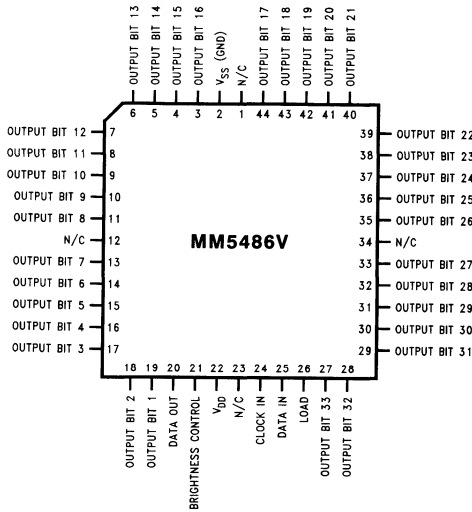 OUTPUT BIT 13
OUTPUT BIT 14
OUTPUT BIT 15
OUTPUT BIT 16
VSS (GND)
N/C
OUTPUT BIT 17
OUTPUT BIT 18
OUTPUT BIT 19
OUTPUT BIT 20
OUTPUT BIT 21
6 5 4 3 2 1 44 43 42 41 40
OUTPUT BIT 12 7
OUTPUT BIT 11 8
OUTPUT BIT 10 9
OUTPUT BIT 9 10
OUTPUT BIT 8 11
N/C 12
OUTPUT BIT 7 13
OUTPUT BIT 6 14
OUTPUT BIT 5 15
OUTPUT BIT 4 16
OUTPUT BIT 3 17
MM5486V
39 OUTPUT BIT 22
38 OUTPUT BIT 23
37 OUTPUT BIT 24
36 OUTPUT BIT 25
35 OUTPUT BIT 26
34 N/C
33 OUTPUT BIT 27
32 OUTPUT BIT 28
31 OUTPUT BIT 29
30 OUTPUT BIT 30
29 OUTPUT BIT 31
18 19 20 21 22 23 24 25 26 27 28
OUTPUT BIT 2
OUTPUT BIT 1
DATA OUT
BRIGHTNESS CONTROL
VDD
N/C
CLOCK IN
DATA IN
LOAD
OUTPUT BIT 33
OUTPUT BIT 32